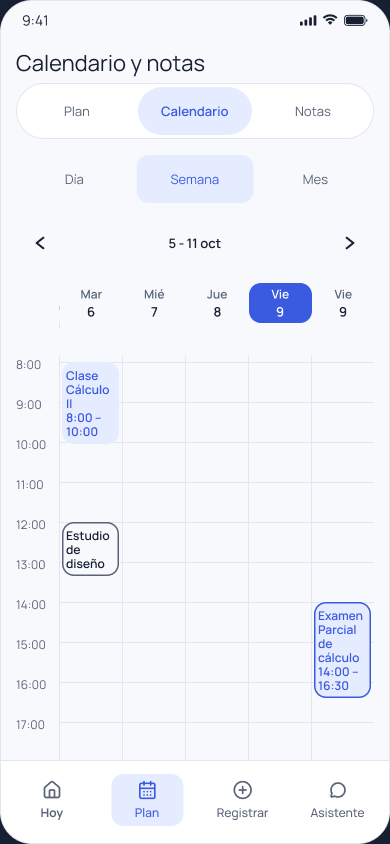 9:41
Calendario y notas
Plan Calendario Notas
Día Semana Mes
5 - 11 oct
Mar Mié Jue Vie Vie
6 7 8 9 9
8:00
Clase
Cálculo
II
8:00 –
10:00
9:00
10:00
11:00
12:00
Estudio
de
diseño
13:00
14:00
Examen
Parcial
de
cálculo
14:00 –
16:30
15:00
16:00
17:00
Hoy Plan Registrar Asistente